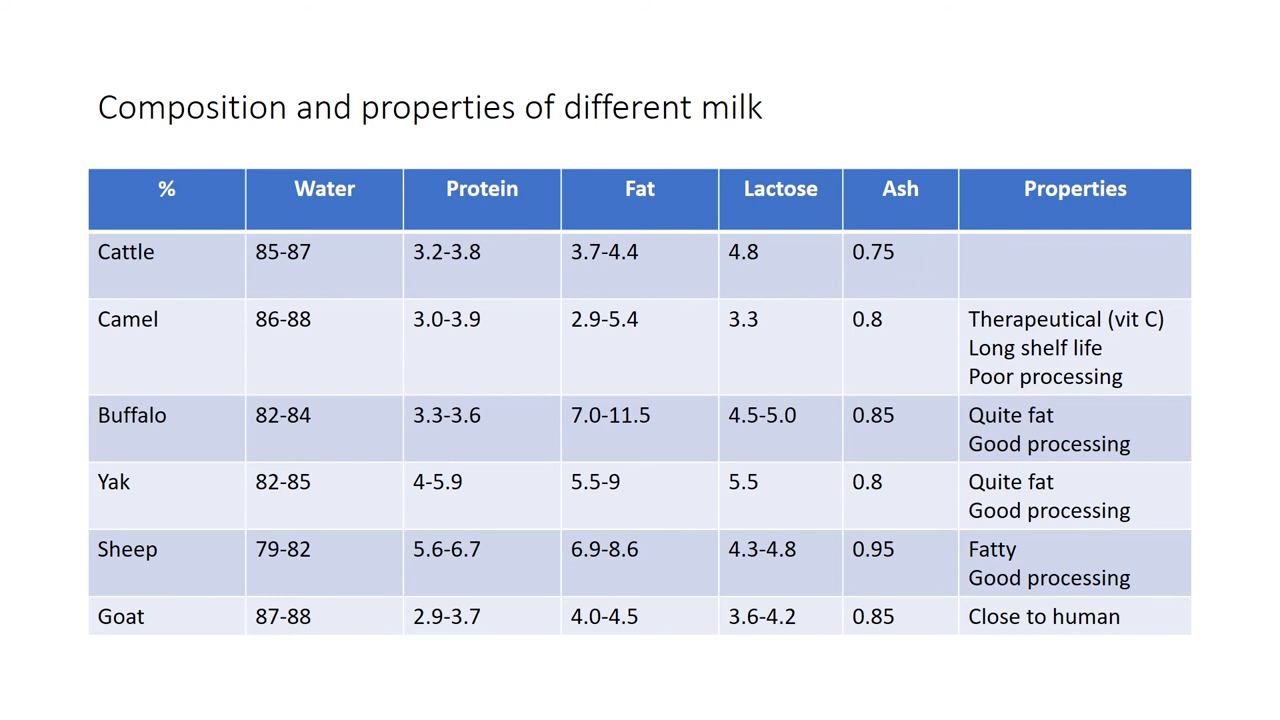 Composition and properties of different milk
% Water Protein Fat Lactose Ash Properties
Cattle 85-87 3.2-3.8 3.7-4.4 4.8 0.75
Camel 86-88 3.0-3.9 2.9-5.4 3.3 0.8 Therapeutical (vit C)
Long shelf life
Poor processing
Buffalo 82-84 3.3-3.6 7.0-11.5 4.5-5.0 0.85 Quite fat
Good processing
Yak 82-85 4-5.9 5.5-9 5.5 0.8 Quite fat
Good processing
Sheep 79-82 5.6-6.7 6.9-8.6 4.3-4.8 0.95 Fatty
Good processing
Goat 87-88 2.9-3.7 4.0-4.5 3.6-4.2 0.85 Close to human